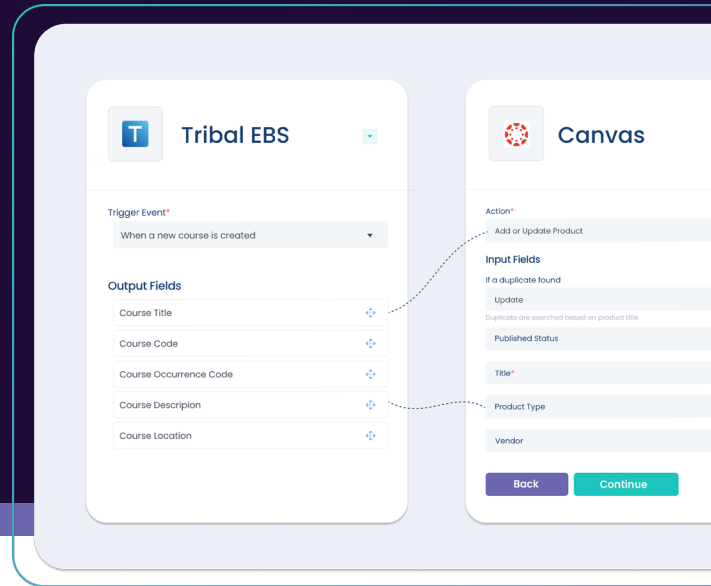 T
Tribal EBS
Trigger Event*
When a new course is created
Output Fields
Course Title
Course Code
Course Occurrence Code
Course Descripion
Course Location
Canvas
Action*
Add or Update Product
Input Fields
If a duplicate found
Update
Duplicate are searched based on product title
Published Status
Title*
Product Type
Vendor
Back
Continue